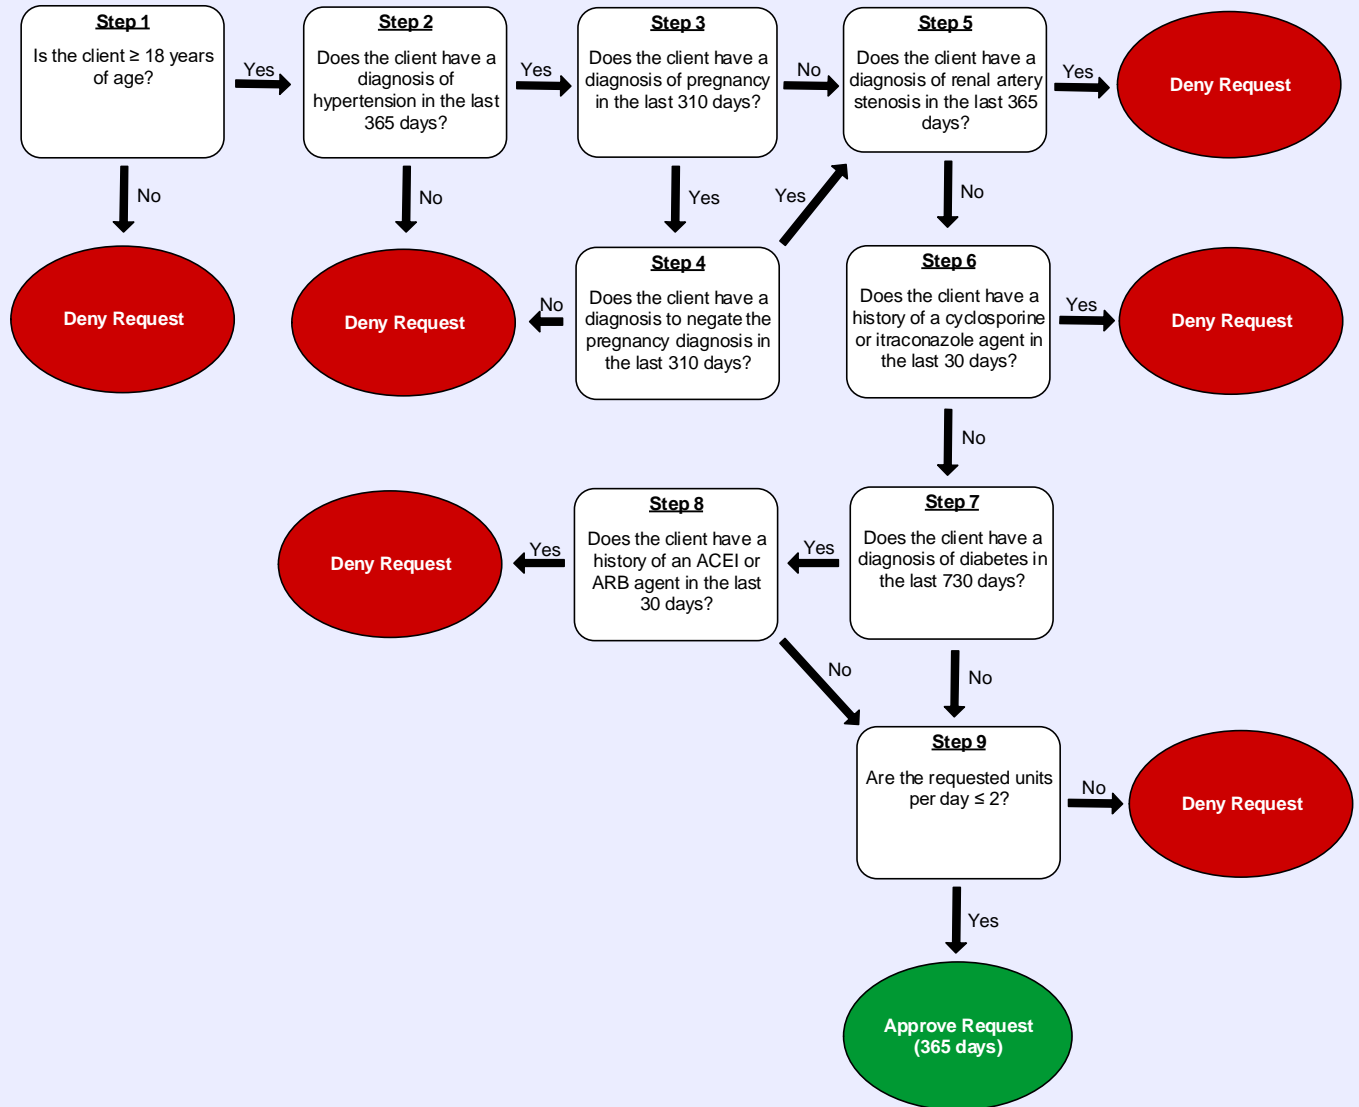 Step 1
Is the client ≥ 18 years
of age?
Yes
No
Deny Request
Step 2
Does the client have a
diagnosis of
hypertension in the last
365 days?
Yes
No
Deny Request
Step 3
Does the client have a
diagnosis of pregnancy
in the last 310 days?
No
Yes
Step 4
Does the client have a
diagnosis to negate the
pregnancy diagnosis in
the last 310 days?
No
Yes
Step 5
Does the client have a
diagnosis of renal artery
stenosis in the last 365
days?
Yes
Deny Request
No
Step 6
Does the client have a
history of a cyclosporine
or itraconazole agent in
the last 30 days?
Yes
Deny Request
No
Step 7
Does the client have a
diagnosis of diabetes in
the last 730 days?
Yes
No
Step 8
Does the client have a
history of an ACEI or
ARB agent in the last
30 days?
Yes
Deny Request
No
Step 9
Are the requested units
per day ≤ 2?
No
Deny Request
Yes
Approve Request
(365 days)